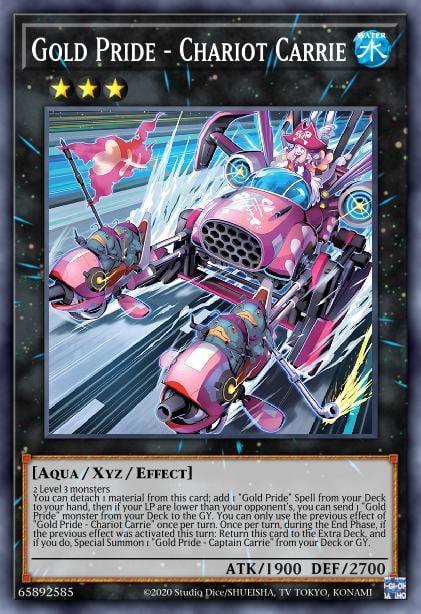 GOLD PRIDE - CHARIOT CARRIE
WATER
水
[AQUA / XYZ / EFFECT]
2 Level 3 monsters
You can detach 1 material from this card; add 1 "Gold Pride" Spell from your Deck
to your hand, then if your LP are lower than your opponent's, you can send 1 "Gold
Pride" monster from your Deck to the GY. You can only use the previous effect of
"Gold Pride - Chariot Carrie" once per turn. Once per turn, during the End Phase, if
the previous effect was activated this turn: Return this card to the Extra Deck, and
if you do, Special Summon 1 "Gold Pride - Captain Carrie" from your Deck or GY.
ATK/1900 DEF/2700
65892585
©2020 Studio Dice/SHUEISHA, TV TOKYO, KONAMI